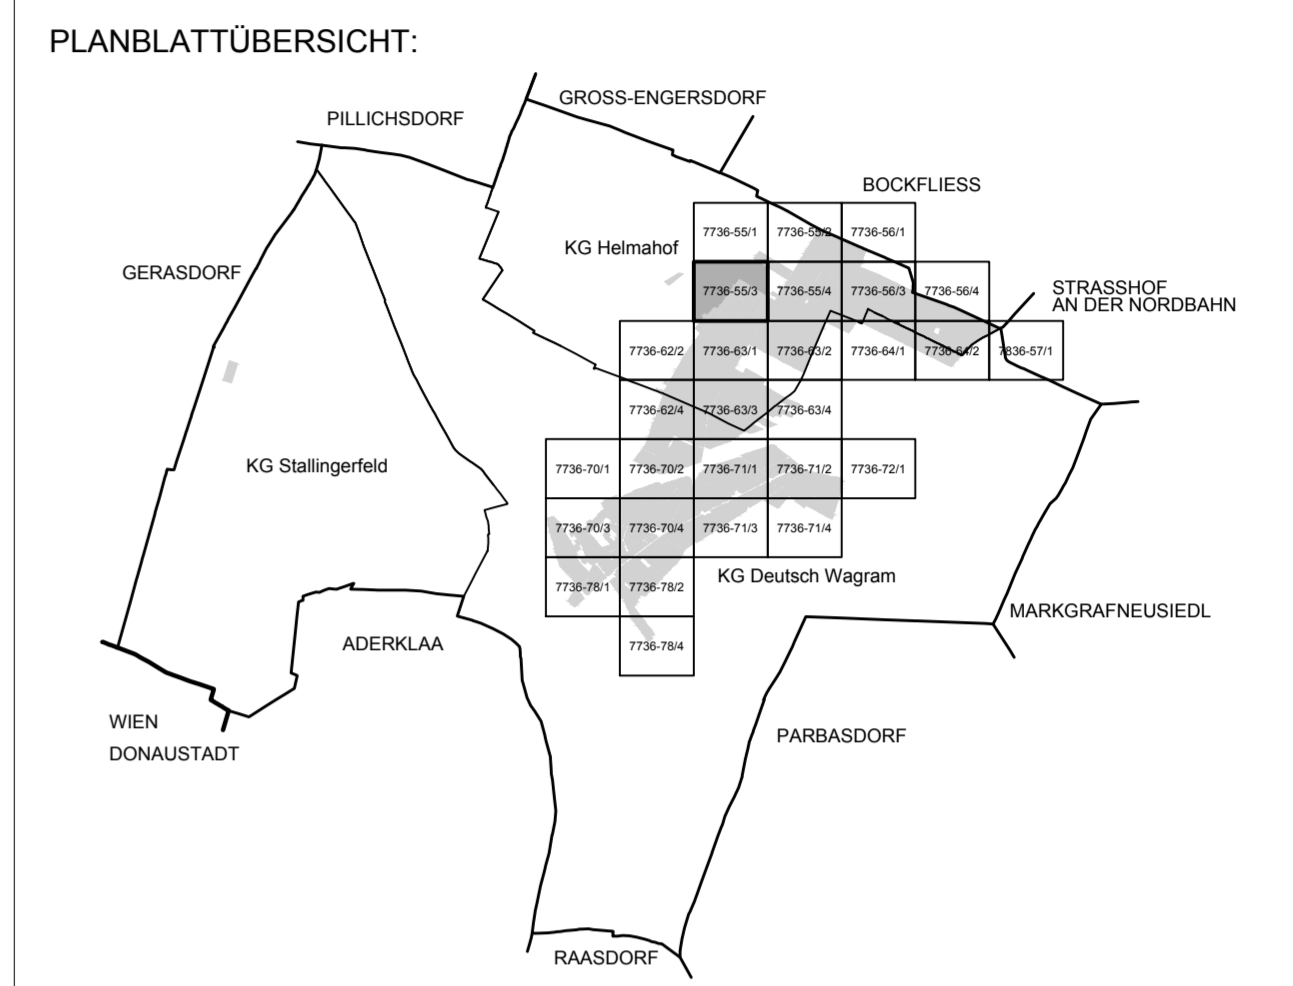 PLANBLATTÜBERSICHT:
GROSS-ENGERSDORF
PILLICHSDORF
BOCKFLIESS
7736-55/1 7736-55/2 7736-56/1
KG Helmahof
GERASDORF
STRASSHOF
AN DER NORDBAHN
7736-55/3 7736-55/4 7736-56/3 7736-56/4
7736-62/2 7736-63/1 7736-63/2 7736-64/1 7736-64/2 7836-57/1
7736-62/4 7736-63/3 7736-63/4
KG Stallingerfeld
7736-70/1 7736-70/2 7736-71/1 7736-71/2 7736-72/1
7736-70/3 7736-70/4 7736-71/3 7736-71/4
KG Deutsch Wagram
7736-78/1 7736-78/2
MARKGRAFNEUSIEDL
ADERKLAA
7736-78/4
WIEN
DONAUSTADT
PARBASDORF
RAASDORF